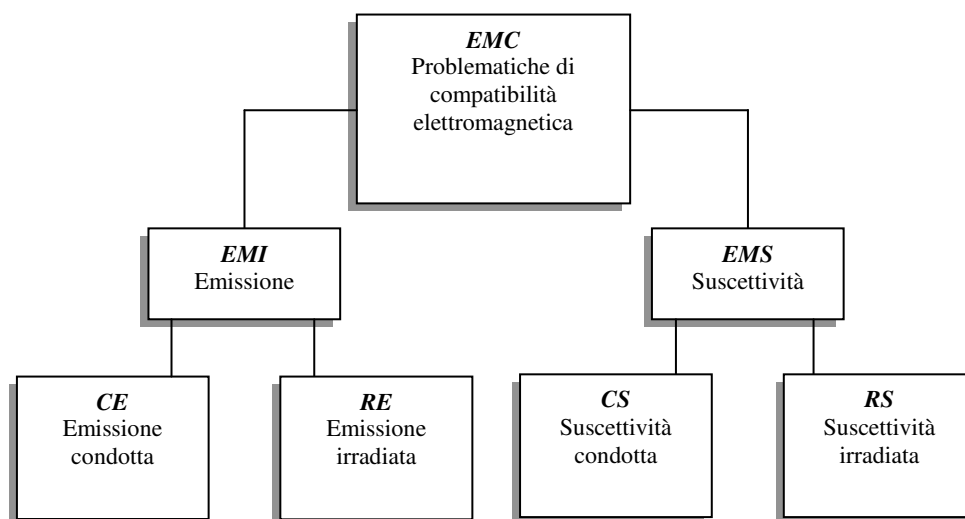 EMC
Problematiche di
compatibilità
elettromagnetica
EMI
Emissione
EMS
Suscettività
CE
Emissione
condotta
RE
Emissione
irradiata
CS
Suscettività
condotta
RS
Suscettività
irradiata